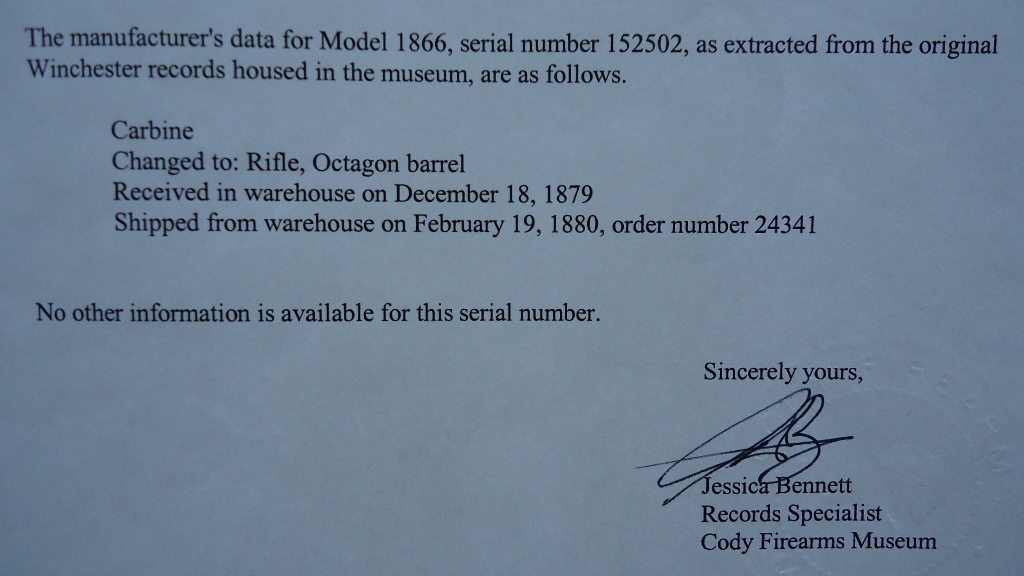 The manufacturer's data for Model 1866, serial number 152502, as extracted from the original
Winchester records housed in the museum, are as follows.
Carbine
Changed to: Rifle, Octagon barrel
Received in warehouse on December 18, 1879
Shipped from warehouse on February 19, 1880, order number 24341
No other information is available for this serial number.
Sincerely yours,
Jessica Bennett
Records Specialist
Cody Firearms Museum